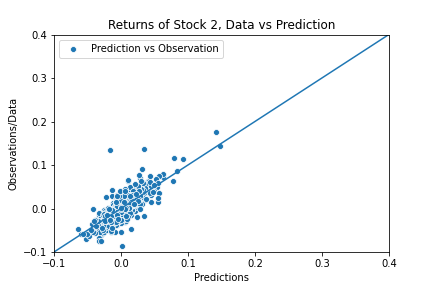 Returns of Stock 2, Data vs Prediction
0.4
Prediction vs Observation
0.3
0.2
0.1
0.0
−0.1
Observations/Data
−0.1 0.0 0.1 0.2 0.3 0.4
Predictions